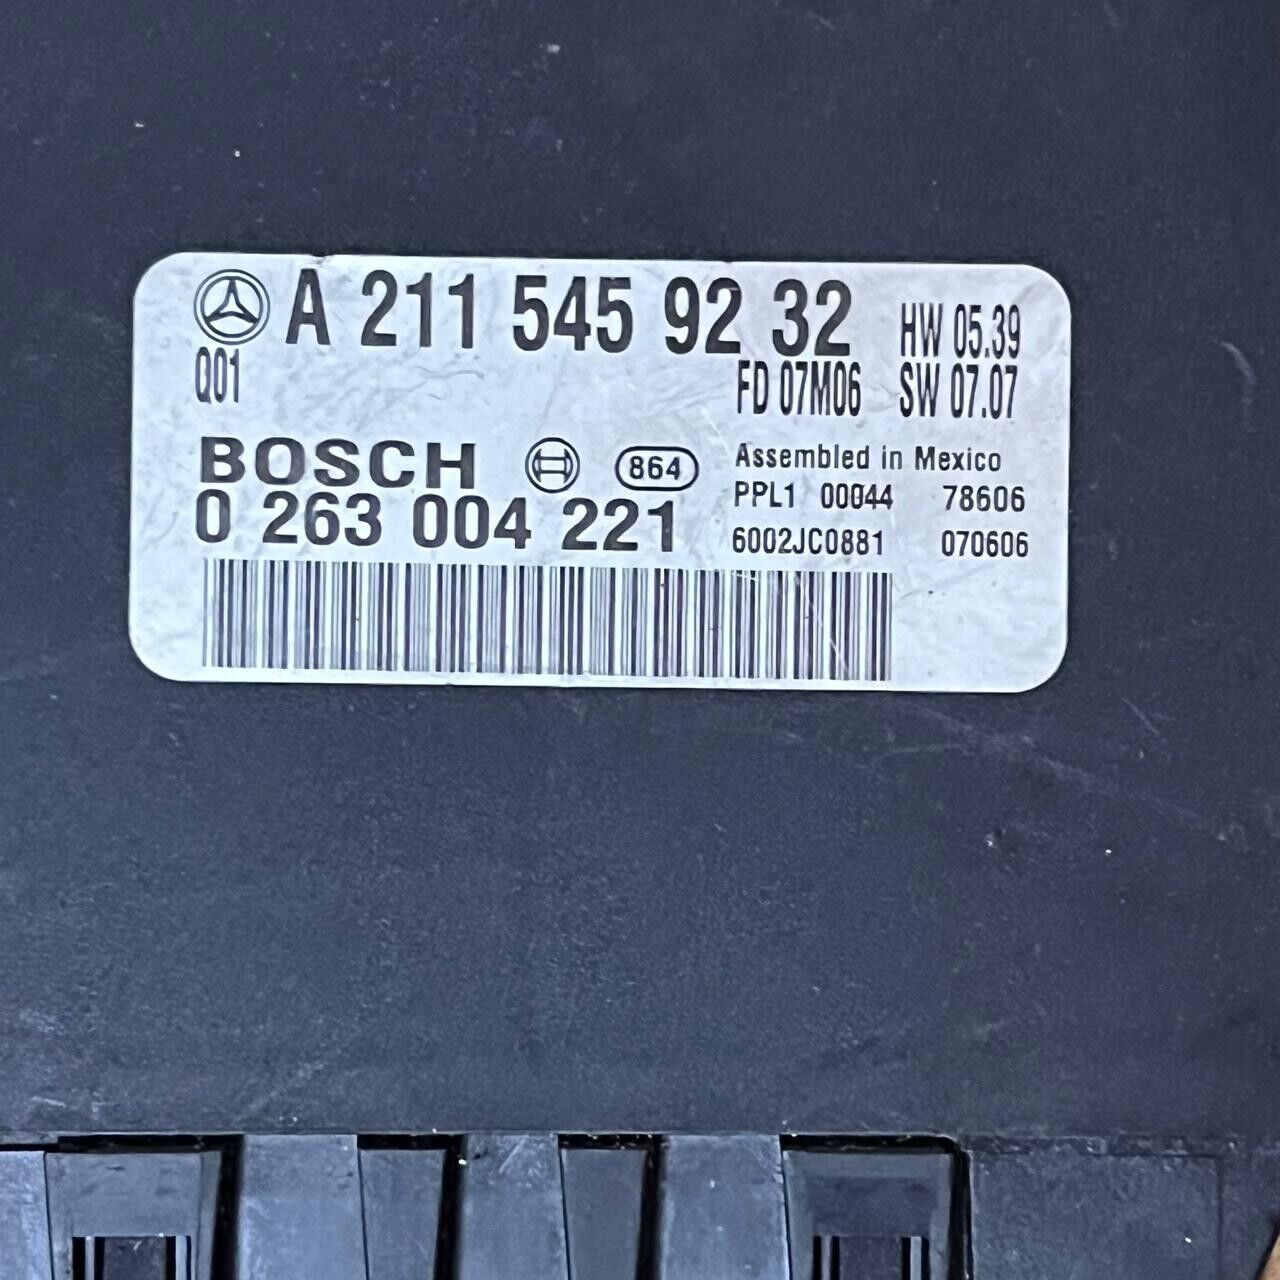 A 211 545 92 32 HW 05.39
Q01 FD 07M06 SW 07.07
BOSCH 864 Assembled in Mexico
0 263 004 221 PPL1 00044 78606
6002JC0881 070606